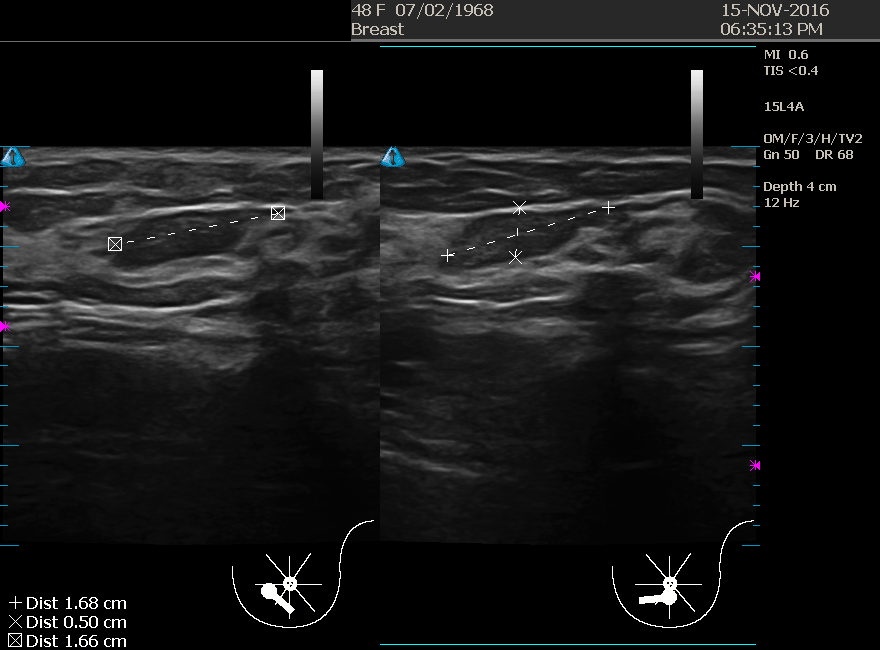 48 F 07/02/1968 15-NOV-2016
Breast 06:35:13 PM
MI 0.6
TIS <0.4
15L4A
OM/F/3/H/TV2
Gn 50 DR 68
Depth 4 cm
12 Hz
Dist 1.68 cm
Dist 0.50 cm
Dist 1.66 cm